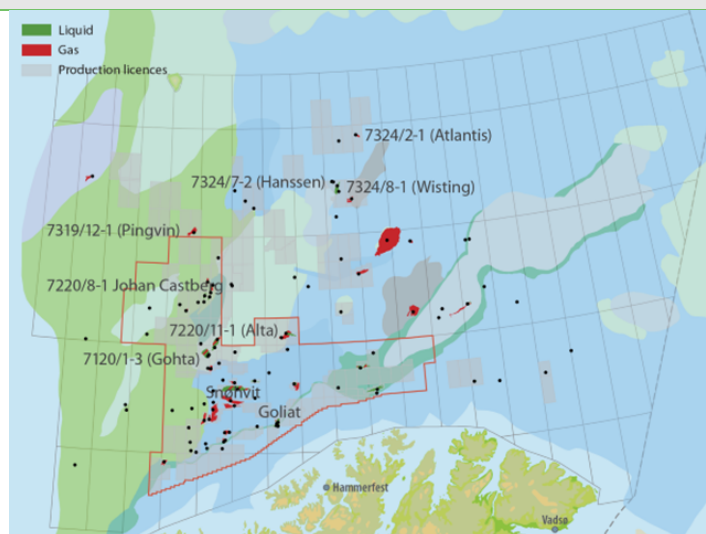 Liquid
Gas
Production licences
7324/2-1 (Atlantis)
7324/7-2 (Hanssen)
7324/8-1 (Wisting)
7319/12-1 (Pingvin)
7220/8-1 Johan Castberg
7220/11-1 (Alta)
7120/1-3 (Gohta)
Snøhvit
Goliat
Hammerfest
Vadsø